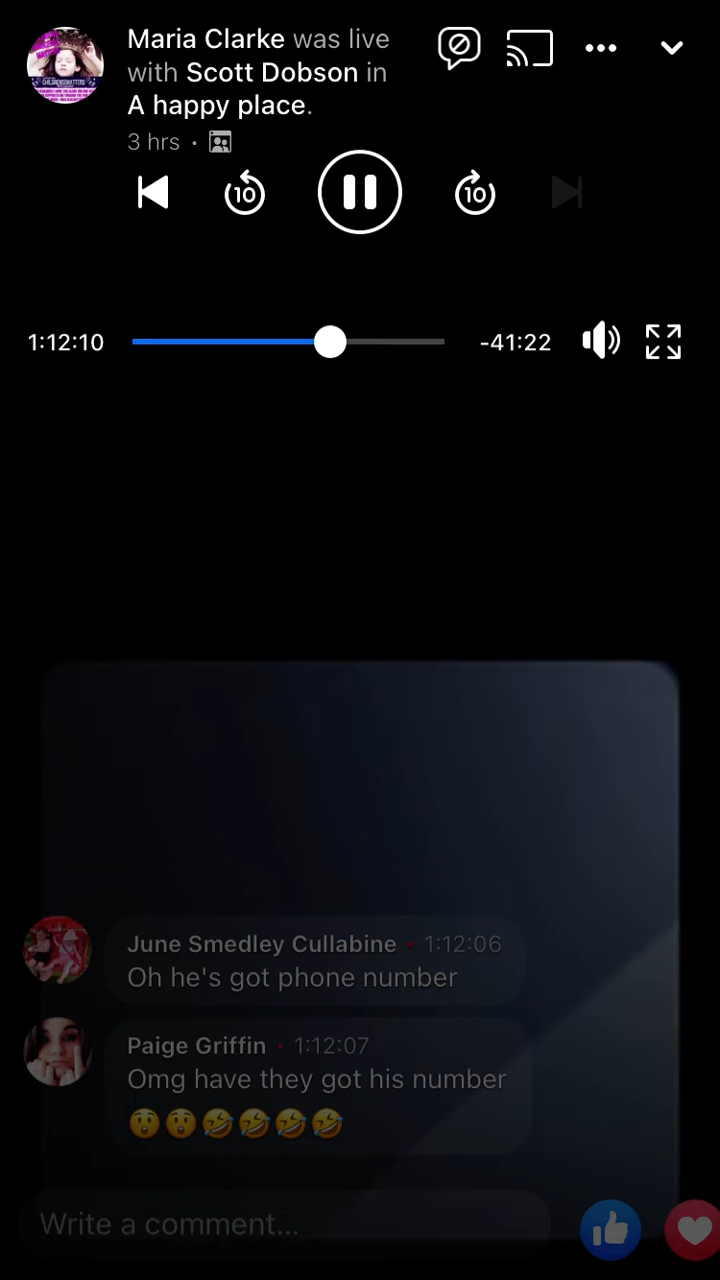 Maria Clarke was live
with Scott Dobson in
A happy place.
3 hrs ·
10
10
1:12:10
-41:22
June Smedley Cullabine • 1:12:06
Oh he's got phone number
Paige Griffin • 1:12:07
Omg have they got his number
😲😲🤣🤣🤣🤣
Write a comment...